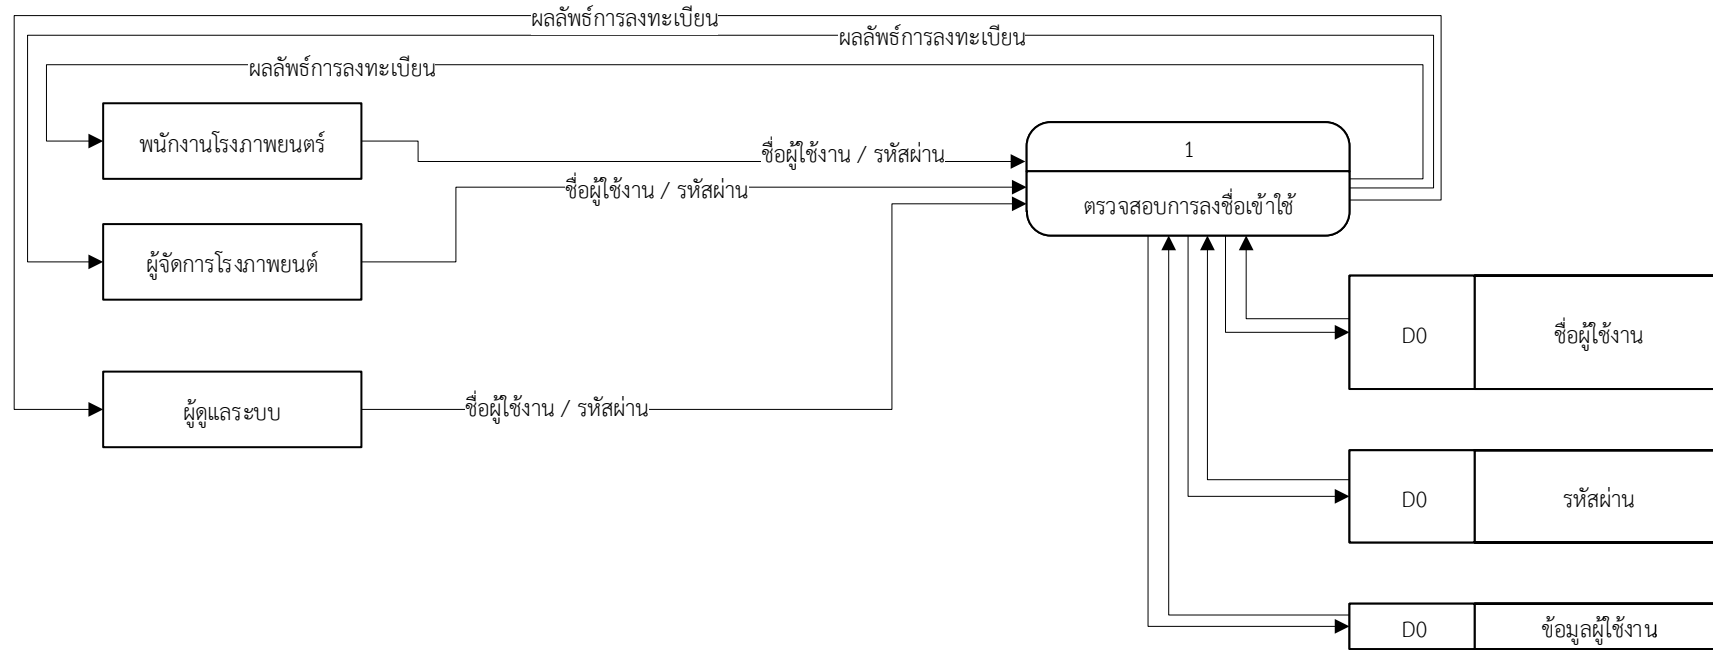 ผลลัพธ์การลงทะเบียน
ผลลัพธ์การลงทะเบียน
ผลลัพธ์การลงทะเบียน
พนักงานโรงภาพยนตร์
ชื่อผู้ใช้งาน / รหัสผ่าน
1
ชื่อผู้ใช้งาน / รหัสผ่าน
ตรวจสอบการลงชื่อเข้าใช้
ผู้จัดการโรงภาพยนต์
D0
ชื่อผู้ใช้งาน
ผู้ดูแลระบบ
ชื่อผู้ใช้งาน / รหัสผ่าน
D0
รหัสผ่าน
D0
ข้อมูลผู้ใช้งาน